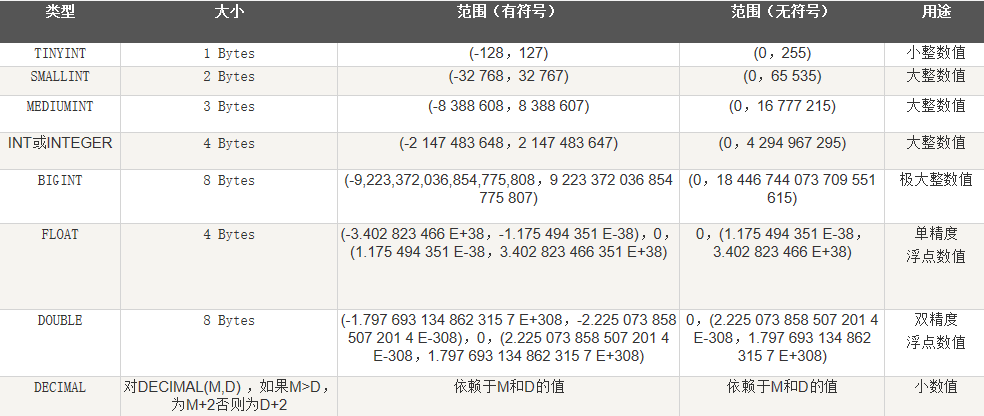 类型 大小 范围（有符号） 范围（无符号） 用途
TINYINT 1 Bytes (-128，127) (0，255) 小整数值
SMALLINT 2 Bytes (-32 768，32 767) (0，65 535) 大整数值
MEDIUMINT 3 Bytes (-8 388 608，8 388 607) (0，16 777 215) 大整数值
INT或INTEGER 4 Bytes (-2 147 483 648，2 147 483 647) (0，4 294 967 295) 大整数值
BIGINT 8 Bytes (-9,223,372,036,854,775,808，9 223 372 036 854 (0，18 446 744 073 709 551 极大整数值
775 807) 615)
FLOAT 4 Bytes (-3.402 823 466 E+38，-1.175 494 351 E-38)，0， 0，(1.175 494 351 E-38， 单精度
(1.175 494 351 E-38，3.402 823 466 351 E+38) 3.402 823 466 E+38) 浮点数值
DOUBLE 8 Bytes (-1.797 693 134 862 315 7 E+308，-2.225 073 858 0，(2.225 073 858 507 201 4 双精度
507 201 4 E-308)，0，(2.225 073 858 507 201 4 E-308，1.797 693 134 862 浮点数值
E-308，1.797 693 134 862 315 7 E+308) 315 7 E+308)
DECIMAL 对DECIMAL(M,D) ，如果M>D， 依赖于M和D的值 依赖于M和D的值 小数值
为M+2否则为D+2